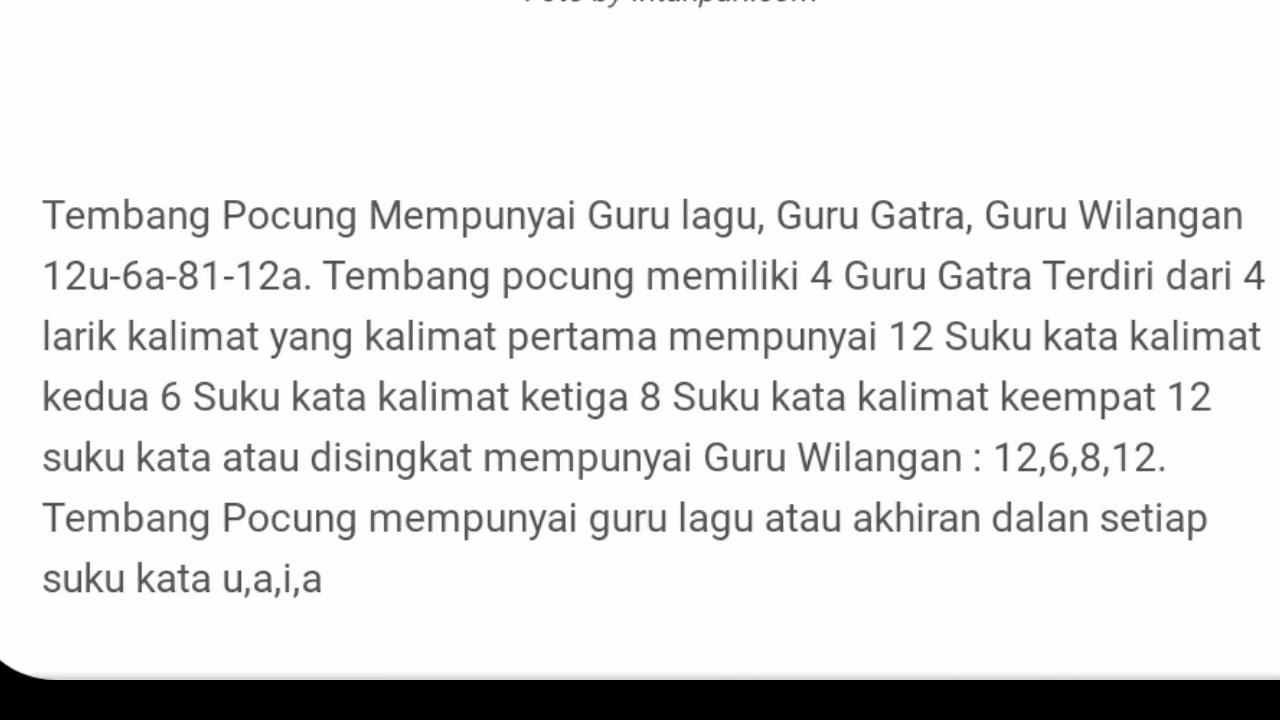 Tembang Pocung Mempunyai Guru lagu, Guru Gatra, Guru Wilangan
12u-6a-81-12a. Tembang pocung memiliki 4 Guru Gatra Terdiri dari 4
larik kalimat yang kalimat pertama mempunyai 12 Suku kata kalimat
kedua 6 Suku kata kalimat ketiga 8 Suku kata kalimat keempat 12
suku kata atau disingkat mempunyai Guru Wilangan : 12,6,8,12.
Tembang Pocung mempunyai guru lagu atau akhiran dalan setiap
suku kata u,a,i,a